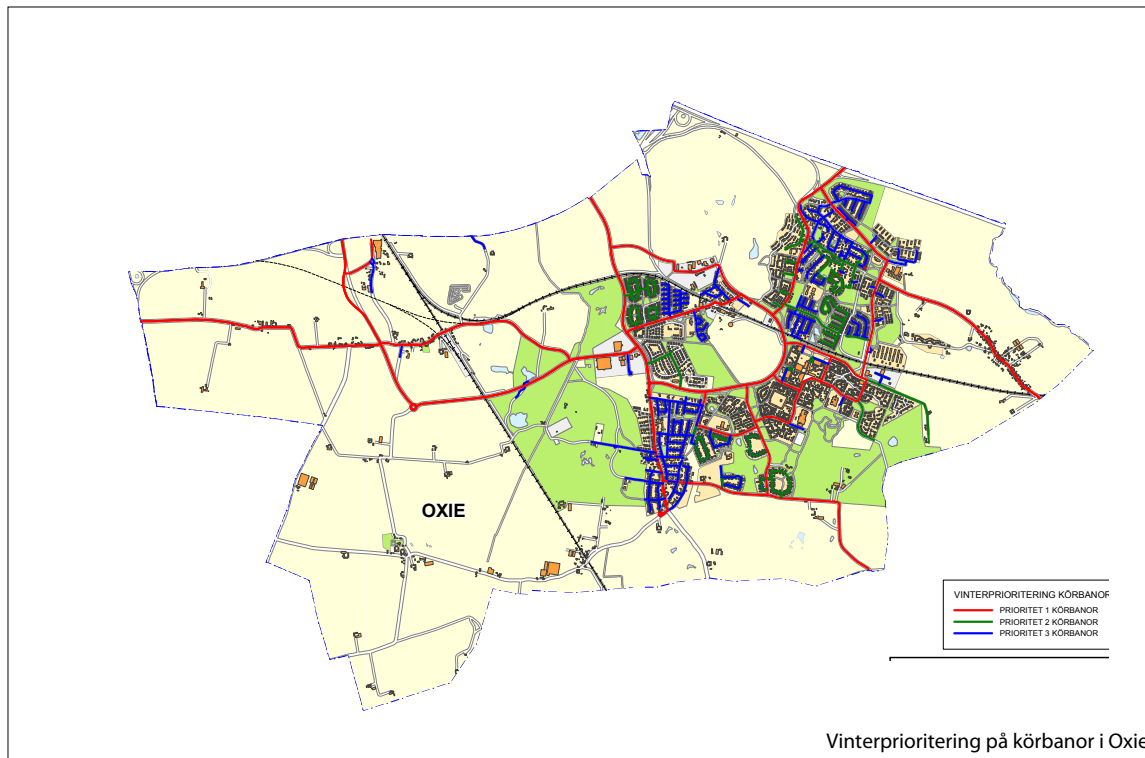 OXIE
VINTERPRIORITERING KÖRBANOR
PRIORITET 1 KÖRBANOR
PRIORITET 2 KÖRBANOR
PRIORITET 3 KÖRBANOR
Vinterprioritering på körbanor i Oxie